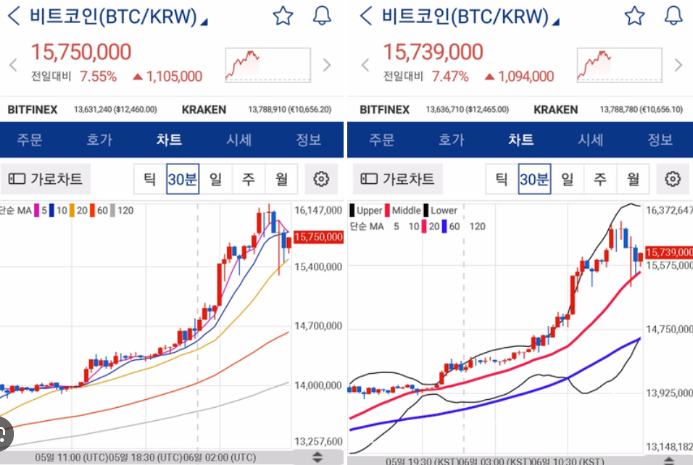 비트코인(BTC/KRW)
15,750,000
전일대비 7.55% ▲ 1,105,000
BITFINEX 13,631,240 ($12,460.00) KRAKEN 13,788,910 (€10,656.20)
주문 호가 차트 시세 정보
가로차트 틱 30분 일 주 월
단순 MA 5 10 20 60 120
16,147,000
15,750,000
15,400,000
14,700,000
14,000,000
13,257,600
05일 11:00 (UTC) 05일 18:30 (UTC) 06일 02:00 (UTC)
비트코인(BTC/KRW)
15,739,000
전일대비 7.47% ▲ 1,094,000
BITFINEX 13,636,710 ($12,465.00) KRAKEN 13,788,780 (€10,656.10)
주문 호가 차트 시세 정보
가로차트 틱 30분 일 주 월
Upper Middle Lower
단순 MA 5 10 20 60 120
16,372,647
15,739,000
15,575,000
14,750,000
13,925,000
13,148,182
05일 19:30 (KST) 06일 03:00 (KST) 06일 10:30 (KST)